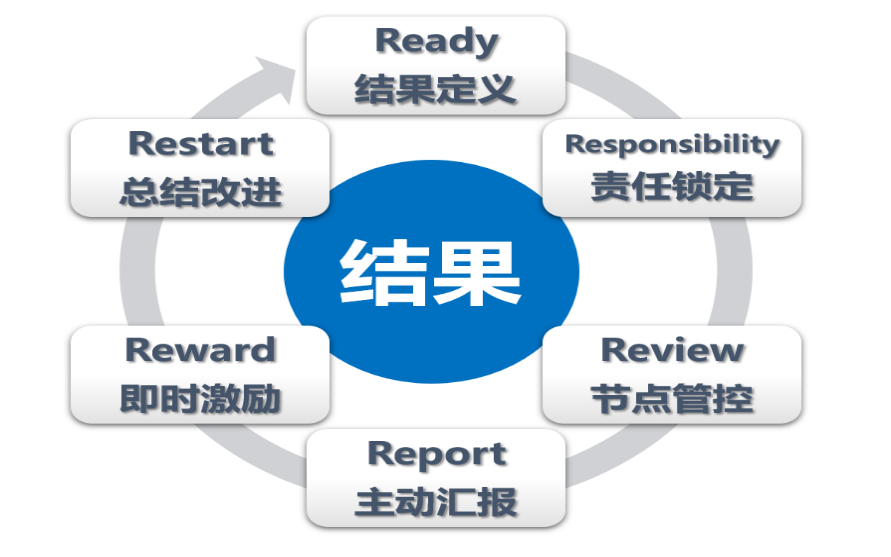 Ready
结果定义
Responsibility
责任锁定
Review
节点管控
Report
主动汇报
Reward
即时激励
Restart
总结改进
结果